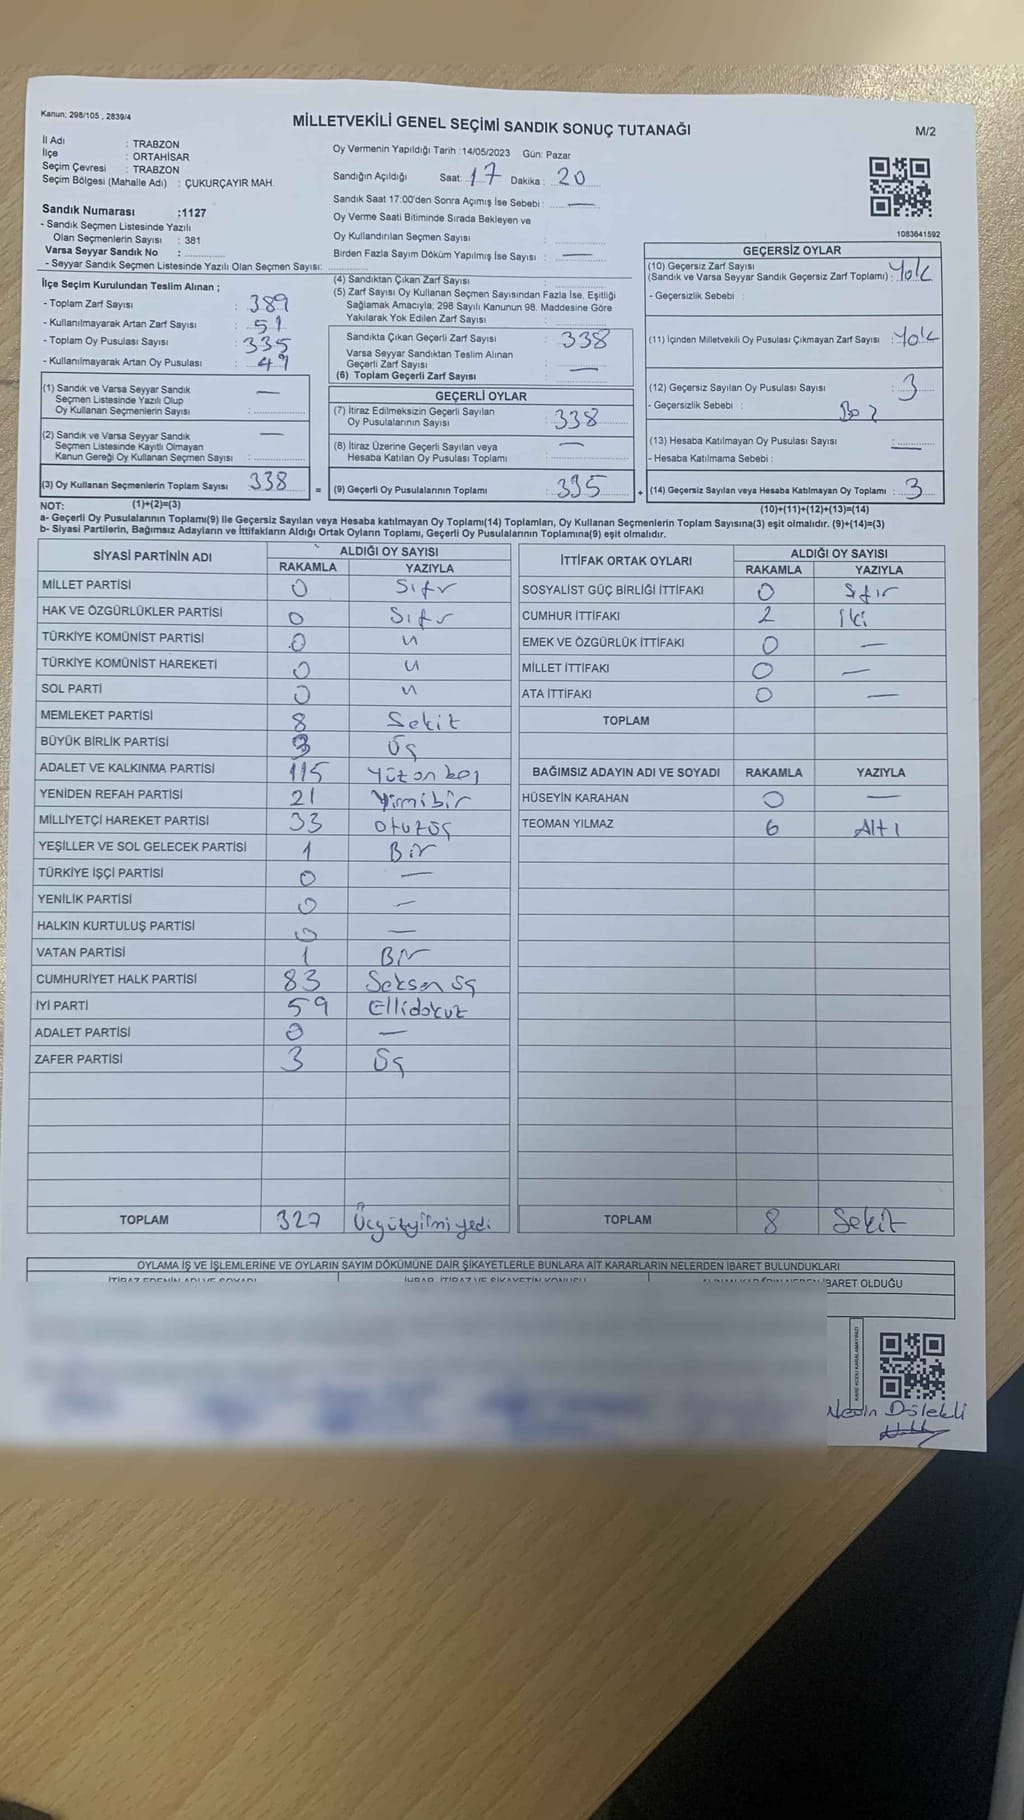 Kanun; 298/105 , 2839/4
MİLLETVEKİLİ GENEL SEÇİMİ SANDIK SONUÇ TUTANAĞI
M/2
İl Adı : TRABZON
İlçe : ORTAHİSAR
Seçim Çevresi : TRABZON
Seçim Bölgesi (Mahalle Adı) : ÇUKURÇAYIR MAH.
Sandık Numarası :1127
- Sandık Seçmen Listesinde Yazılı
Olan Seçmenlerin Sayısı : 381
Varsa Seyyar Sandık No :
- Seyyar Sandık Seçmen Listesinde Yazılı Olan Seçmen Sayısı:
Oy Vermenin Yapıldığı Tarih :14/05/2023 Gün: Pazar
Sandığın Açıldığı Saat: 17 Dakika : 20
Sandık Saat 17:00'den Sonra Açımış İse Sebebi : —
Oy Verme Saati Bitiminde Sırada Bekleyen ve
Oy Kullandırılan Seçmen Sayısı :
Birden Fazla Sayım Döküm Yapılmış İse Sayısı : —
1083641592
İlçe Seçim Kurulundan Teslim Alınan ;
- Toplam Zarf Sayısı : 389
- Kullanılmayarak Artan Zarf Sayısı : 51
- Toplam Oy Pusulası Sayısı : 335
- Kullanılmayarak Artan Oy Pusulası : 49
(1) Sandık ve Varsa Seyyar Sandık —
Seçmen Listesinde Yazılı Olup
Oy Kullanan Seçmenlerin Sayısı :
(2) Sandık ve Varsa Seyyar Sandık —
Seçmen Listesinde Kayıtlı Olmayan
Kanun Gereği Oy Kullanan Seçmen Sayısı :
(3) Oy Kullanan Seçmenlerin Toplam Sayısı 338
(1)+(2)=(3)
(4) Sandıktan Çıkan Zarf Sayısı :
(5) Zarf Sayısı Oy Kullanan Seçmen Sayısından Fazla İse, Eşitliği
Sağlamak Amacıyla; 298 Sayılı Kanunun 98. Maddesine Göre
Yakılarak Yok Edilen Zarf Sayısı :
Sandıkta Çıkan Geçerli Zarf Sayısı : 338
Varsa Seyyar Sandıktan Teslim Alınan
Geçerli Zarf Sayısı : —
(6) Toplam Geçerli Zarf Sayısı :
GEÇERLİ OYLAR
(7) İtiraz Edilmeksizin Geçerli Sayılan
Oy Pusulalarının Sayısı : 338
(8) İtiraz Üzerine Geçerli Sayılan veya —
Hesaba Katılan Oy Pusulası Toplamı :
= (9) Geçerli Oy Pusulalarının Toplamı : 335
GEÇERSİZ OYLAR
(10) Geçersiz Zarf Sayısı
(Sandık ve Varsa Seyyar Sandık Geçersiz Zarf Toplamı) : Yok
- Geçersizlik Sebebi :
(11) İçinden Milletvekili Oy Pusulası Çıkmayan Zarf Sayısı : Yok
(12) Geçersiz Sayılan Oy Pusulası Sayısı : 3
- Geçersizlik Sebebi :
(13) Hesaba Katılmayan Oy Pusulası Sayısı :
- Hesaba Katılmama Sebebi : —
+ (14) Geçersiz Sayılan veya Hesaba Katılmayan Oy Toplamı : 3
(10)+(11)+(12)+(13)=(14)
NOT:
a- Geçerli Oy Pusulalarının Toplamı(9) ile Geçersiz Sayılan veya Hesaba katılmayan Oy Toplamı(14) Toplamları, Oy Kullanan Seçmenlerin Toplam Sayısına(3) eşit olmalıdır. (9)+(14)=(3)
b- Siyasi Partilerin, Bağımsız Adayların ve İttifakların Aldığı Ortak Oyların Toplamı, Geçerli Oy Pusulalarının Toplamına(9) eşit olmalıdır.
SİYASİ PARTİNİN ADI ALDIĞI OY SAYISI
RAKAMLA YAZIYLA
MİLLET PARTİSİ 0 Sıfır
HAK VE ÖZGÜRLÜKLER PARTİSİ 0 Sıfır
TÜRKİYE KOMÜNİST PARTİSİ 0 "
TÜRKİYE KOMÜNİST HAREKETİ 0 "
SOL PARTİ 0 "
MEMLEKET PARTİSİ 8 Sekiz
BÜYÜK BİRLİK PARTİSİ 3 Üç
ADALET VE KALKINMA PARTİSİ 115 Yüz on beş
YENİDEN REFAH PARTİSİ 21 Yirmibir
MİLLİYETÇİ HAREKET PARTİSİ 33 Otuzüç
YEŞİLLER VE SOL GELECEK PARTİSİ 1 Bir
TÜRKİYE İŞÇİ PARTİSİ 0 —
YENİLİK PARTİSİ 0 —
HALKIN KURTULUŞ PARTİSİ 0 —
VATAN PARTİSİ 1 Bir
CUMHURİYET HALK PARTİSİ 83 Seksen üç
İYİ PARTİ 59 Ellidokuz
ADALET PARTİSİ 0 —
ZAFER PARTİSİ 3 Üç
TOPLAM 327 Üçyüzyirmi yedi
İTTİFAK ORTAK OYLARI ALDIĞI OY SAYISI
RAKAMLA YAZIYLA
SOSYALİST GÜÇ BİRLİĞİ İTTİFAKI 0 Sıfır
CUMHUR İTTİFAKI 2 İki
EMEK VE ÖZGÜRLÜK İTTİFAKI 0 —
MİLLET İTTİFAKI 0 —
ATA İTTİFAKI 0 —
TOPLAM
BAĞIMSIZ ADAYIN ADI VE SOYADI RAKAMLA YAZIYLA
HÜSEYİN KARAHAN 0 —
TEOMAN YILMAZ 6 Altı
TOPLAM 8 Sekiz
OYLAMA İŞ VE İŞLEMLERİNE VE OYLARIN SAYIM DÖKÜMÜNE DAİR ŞİKAYETLERLE BUNLARA AİT KARARLARIN NELERDEN İBARET BULUNDUKLARI
İTİRAZ EDENİN ADI VE SOYADI İHBAR, İTİRAZ VE ŞİKAYETİN KONUSU İBARET OLDUĞU